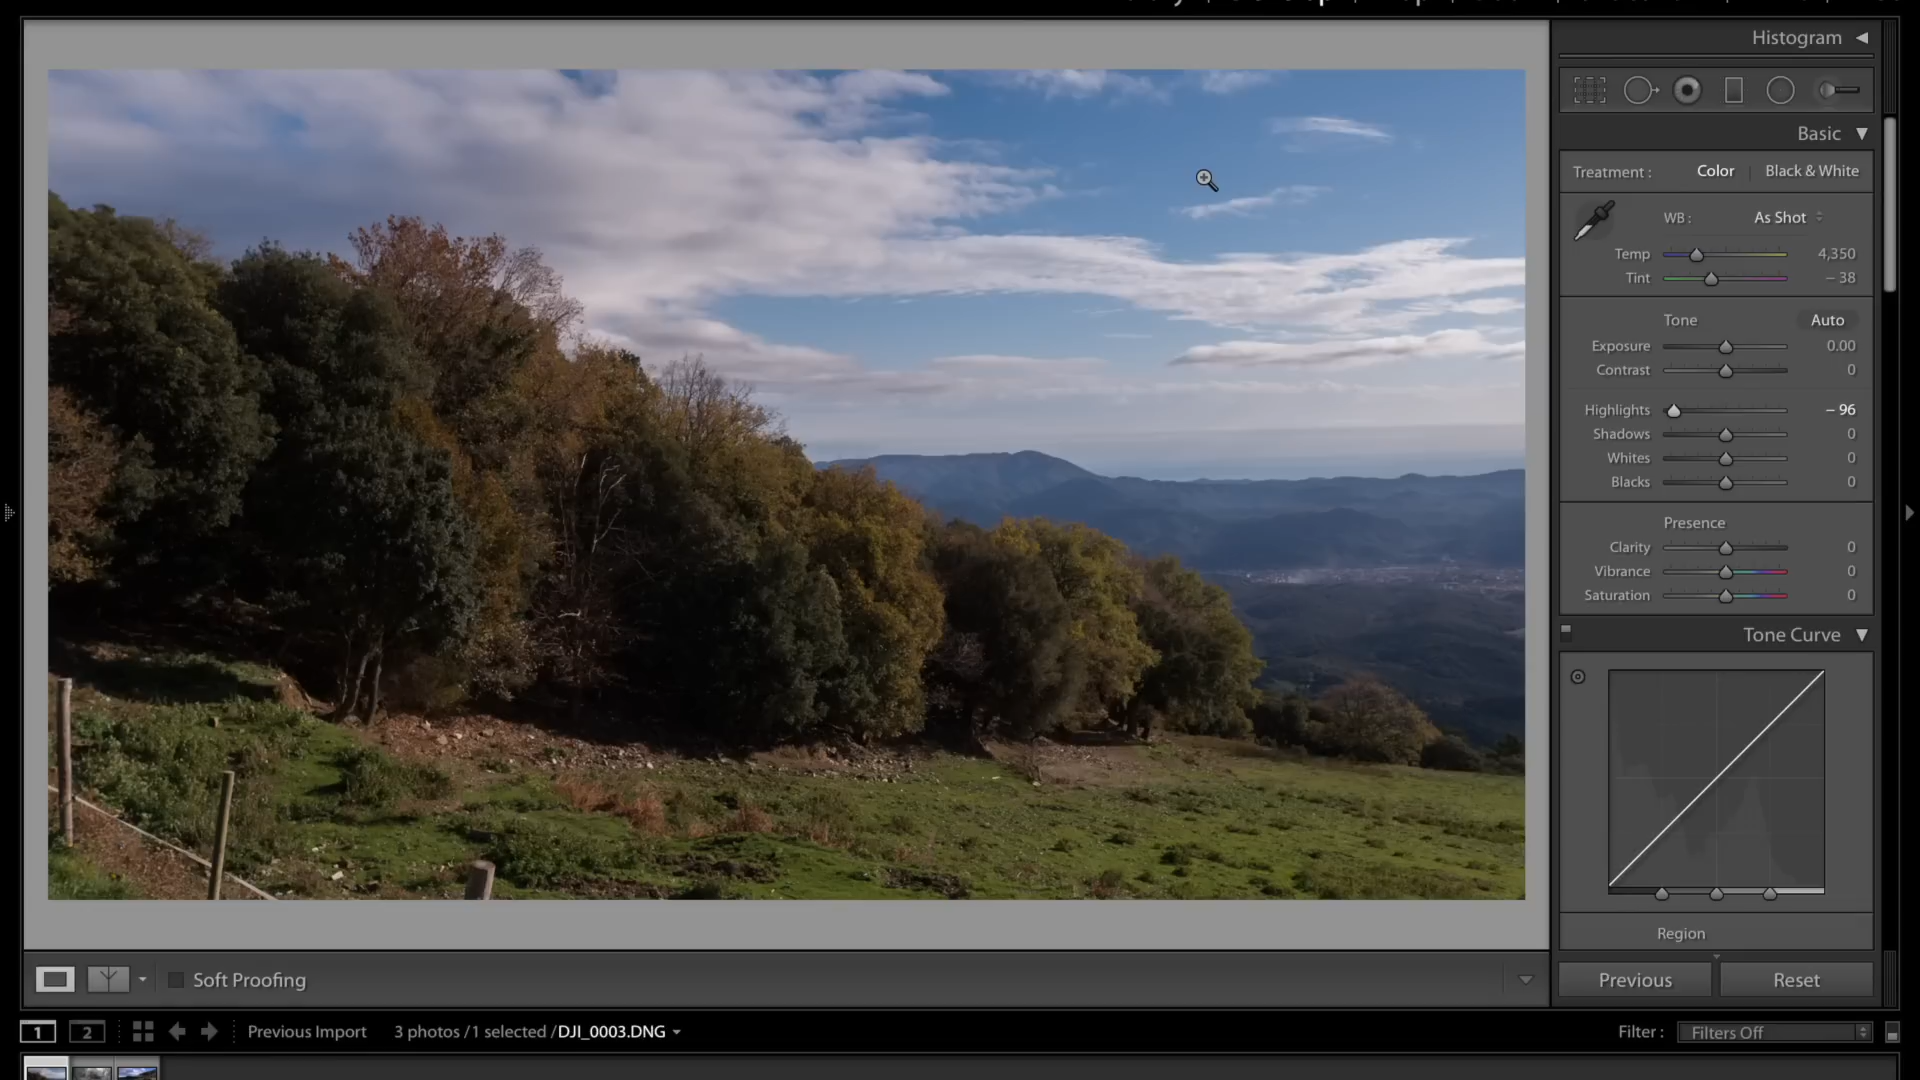 Histogram
Basic
Treatment : Color Black & White
WB : As Shot
Temp 4,350
Tint – 38
Tone Auto
Exposure 0.00
Contrast 0
Highlights – 96
Shadows 0
Whites 0
Blacks 0
Presence
Clarity 0
Vibrance 0
Saturation 0
Tone Curve
Region
Soft Proofing
Previous Reset
1 2 Previous Import 3 photos /1 selected /DJI_0003.DNG Filter : Filters Off